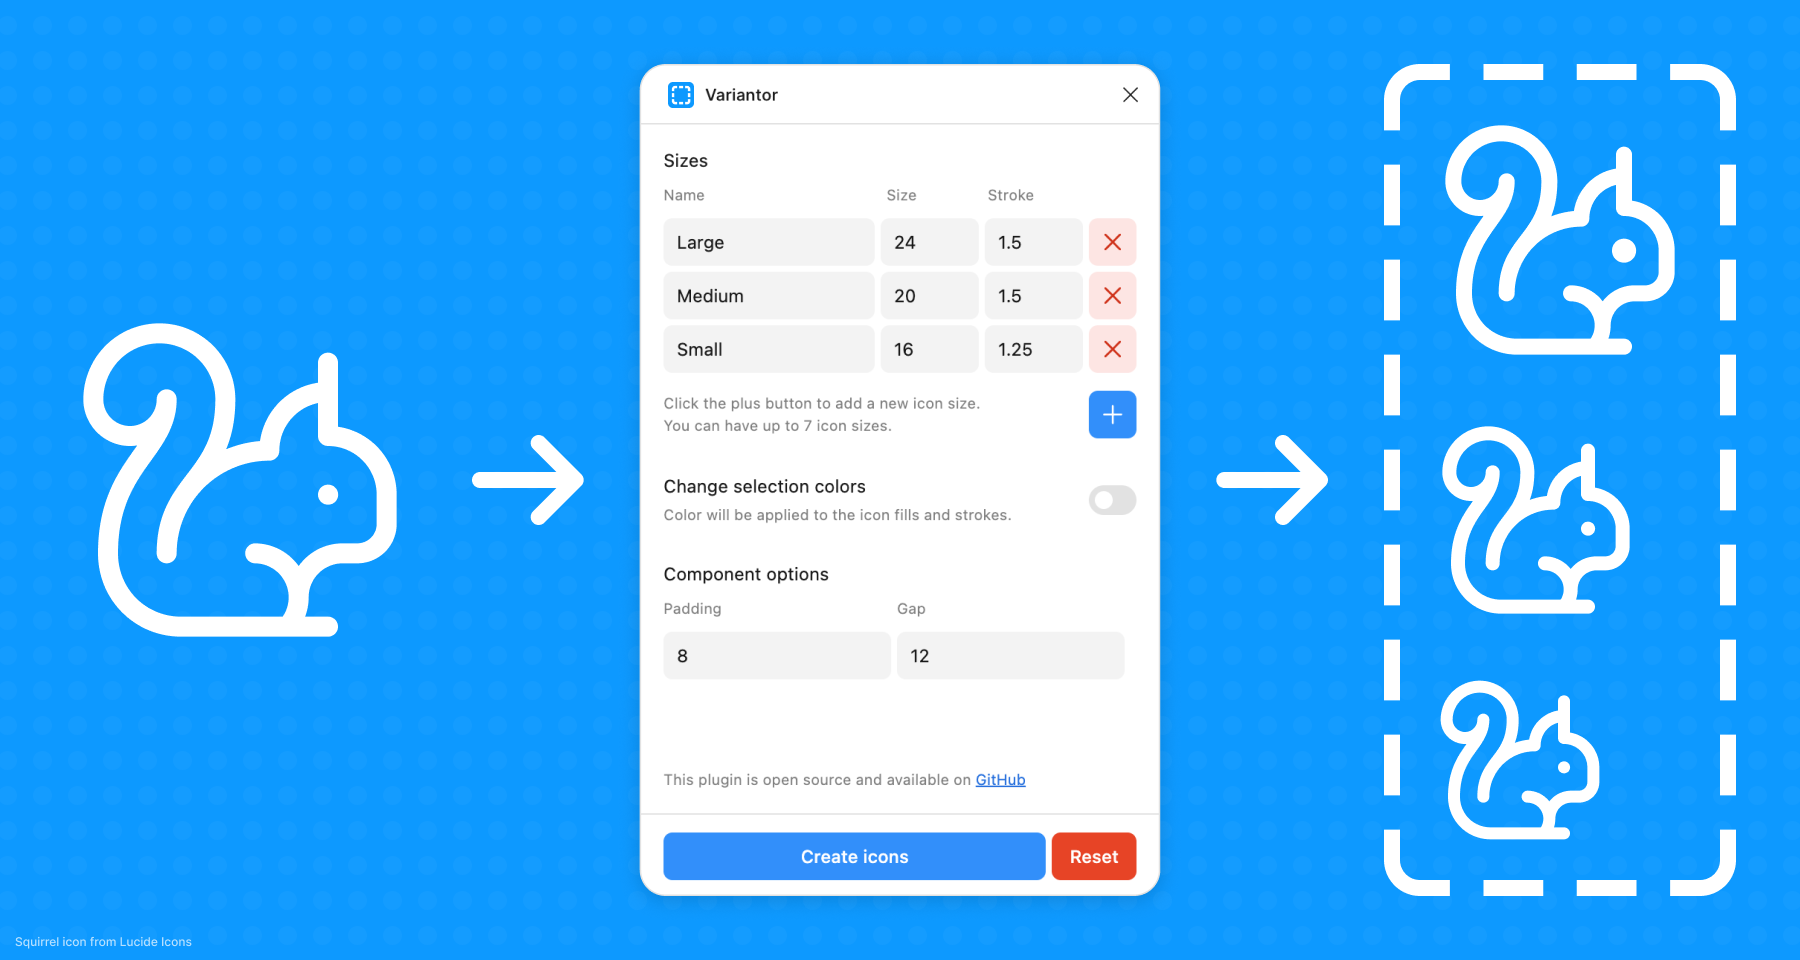 Variantor
Sizes
Name Size Stroke
Large 24 1.5
Medium 20 1.5
Small 16 1.25
Click the plus button to add a new icon size.
You can have up to 7 icon sizes.
Change selection colors
Color will be applied to the icon fills and strokes.
Component options
Padding Gap
8 12
This plugin is open source and available on GitHub
Create icons Reset
Squirrel icon from Lucide Icons